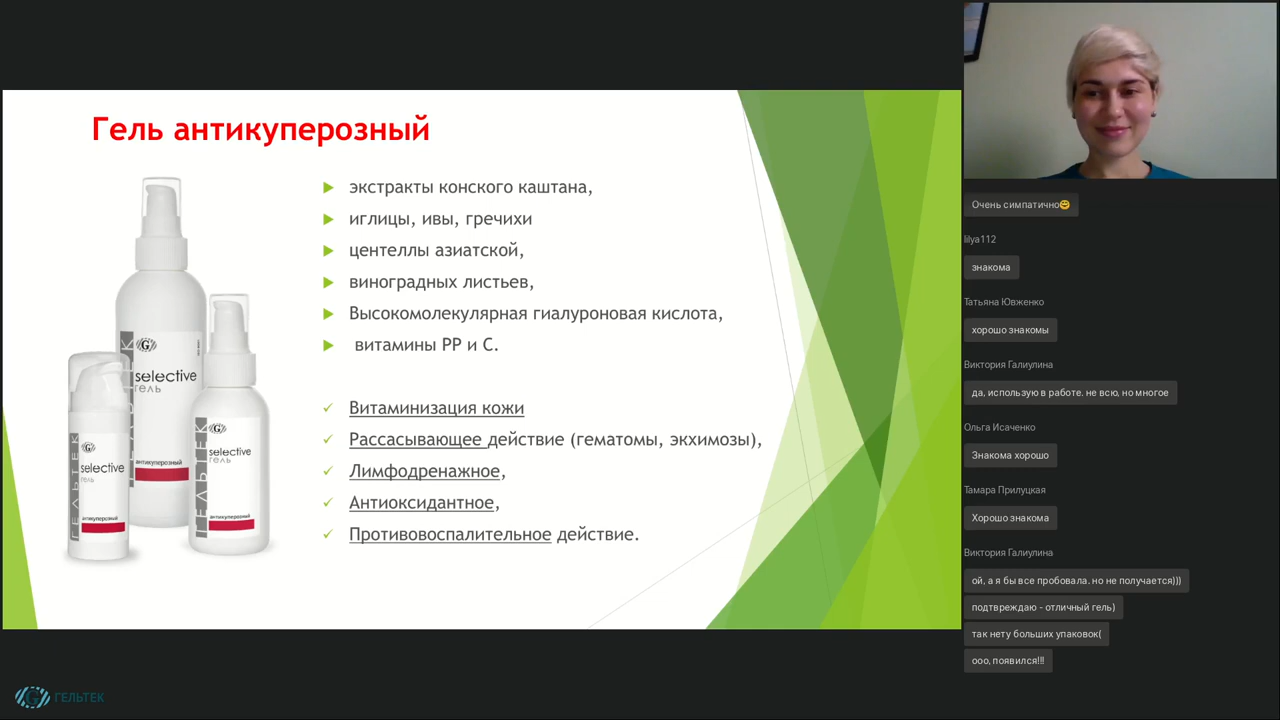 Гель антикуперозный
экстракты конского каштана,
иглицы, ивы, гречихи
центеллы азиатской,
виноградных листьев,
Высокомолекулярная гиалуроновая кислота,
витамины РР и С.
Витаминизация кожи
Рассасывающее действие (гематомы, экхимозы),
Лимфодренажное,
Антиоксидантное,
Противовоспалительное действие.
ГЕЛЬТЕК
selective
гель
антикуперозный
ГЕЛЬТЕК
selective
гель
антикуперозный
ГЕЛЬТЕК
selective
гель
антикуперозный
Очень симпатично😊
lilya112
знакома
Татьяна Ювженко
хорошо знакомы
Виктория Галиулина
да, использую в работе. не всю, но многое
Ольга Исаченко
Знакома хорошо
Тамара Прилуцкая
Хорошо знакома
Виктория Галиулина
ой, а я бы все пробовала. но не получается)))
подтвреждаю - отличный гель)
так нету больших упаковок(
ооо, появился!!!
ГЕЛЬТЕК